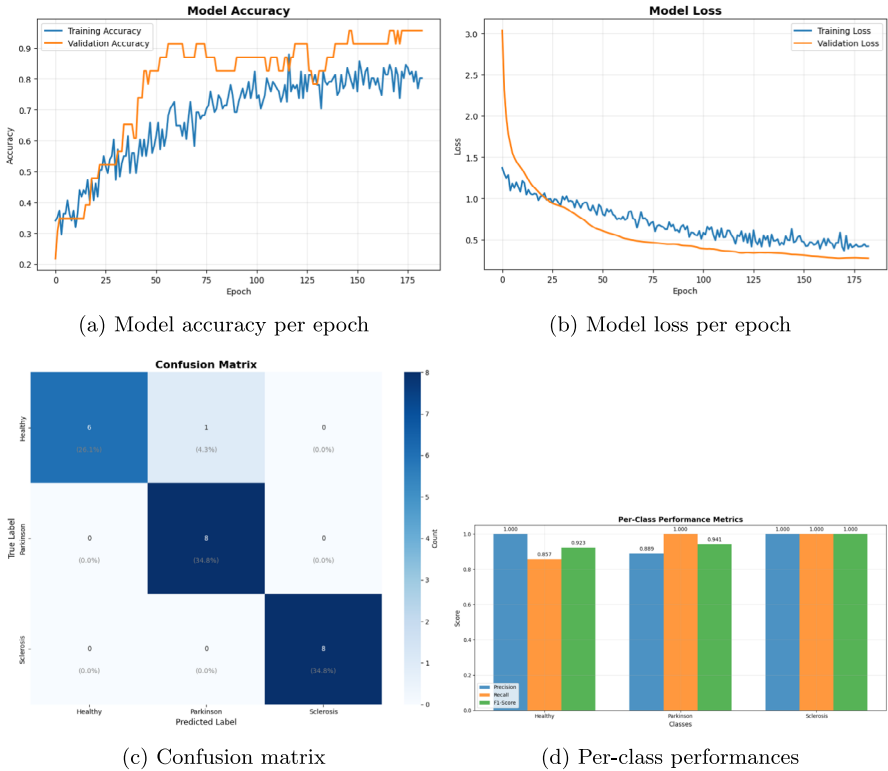 Model Accuracy
Training Accuracy
Validation Accuracy
0.9
0.8
0.7
0.6
0.5
0.4
0.3
0.2
Accuracy
0 25 50 75 100 125 150 175
Epoch
(a) Model accuracy per epoch
Model Loss
Training Loss
Validation Loss
3.0
2.5
2.0
1.5
1.0
0.5
Loss
0 25 50 75 100 125 150 175
Epoch
(b) Model loss per epoch
Confusion Matrix
True Label
Healthy
6 1 0
(26.1%) (4.3%) (0.0%)
Parkinson
0 8 0
(0.0%) (34.8%) (0.0%)
Sclerosis
0 0 8
(0.0%) (0.0%) (34.8%)
Healthy Parkinson Sclerosis
Predicted Label
8
7
6
5
4
3
2
1
0
Count
(c) Confusion matrix
Per-Class Performance Metrics
1.0
0.8
0.6
0.4
0.2
0.0
Score
1.000 0.857 0.923
0.889 1.000 0.941
1.000 1.000 1.000
Precision
Recall
F1-Score
Healthy Parkinson Sclerosis
Classes
(d) Per-class performances